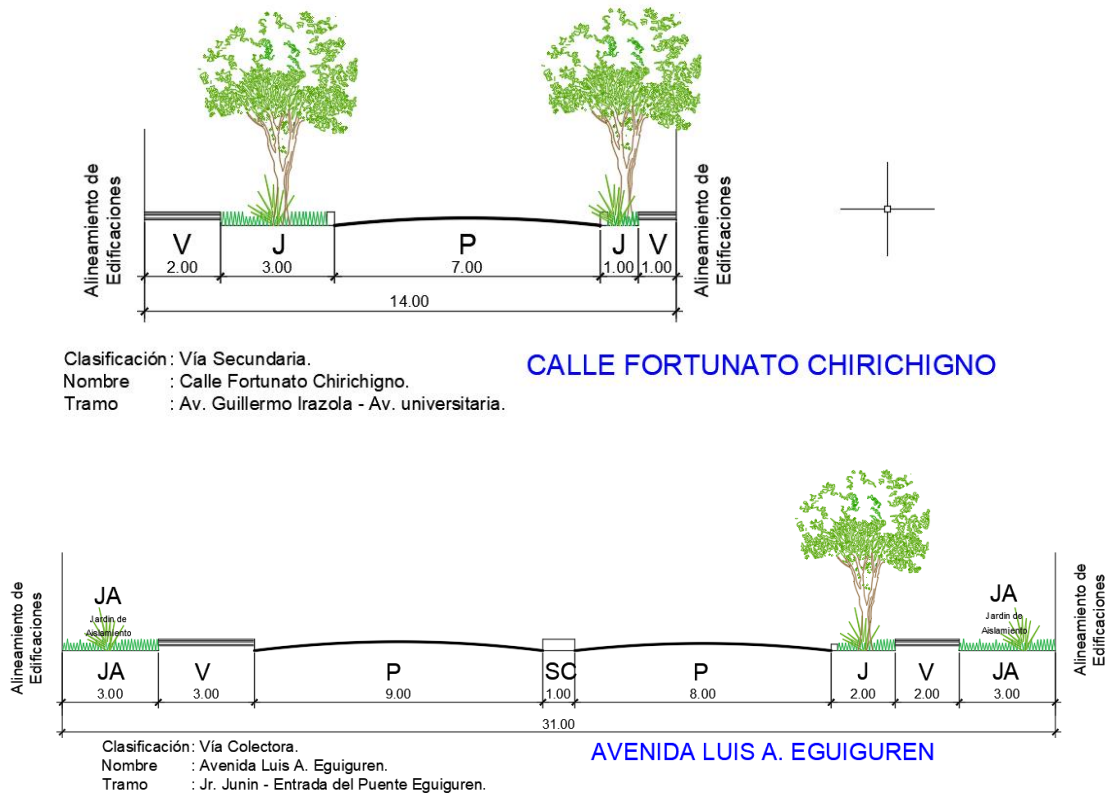 Alineamiento de
Edificaciones
V J P J V
2.00 3.00 7.00 1.00 1.00
14.00
Alineamiento de
Edificaciones
Clasificación : Vía Secundaria.
Nombre : Calle Fortunato Chirichigno.
Tramo : Av. Guillermo Irazola - Av. universitaria.
CALLE FORTUNATO CHIRICHIGNO
Alineamiento de
Edificaciones
JA
Jardin de
Aislamiento
JA
Jardin de
Aislamiento
JA V P SC P J V JA
3.00 3.00 9.00 1.00 8.00 2.00 2.00 3.00
31.00
Alineamiento de
Edificaciones
Clasificación : Vía Colectora.
Nombre : Avenida Luis A. Eguiguren.
Tramo : Jr. Junin - Entrada del Puente Eguiguren.
AVENIDA LUIS A. EGUIGUREN